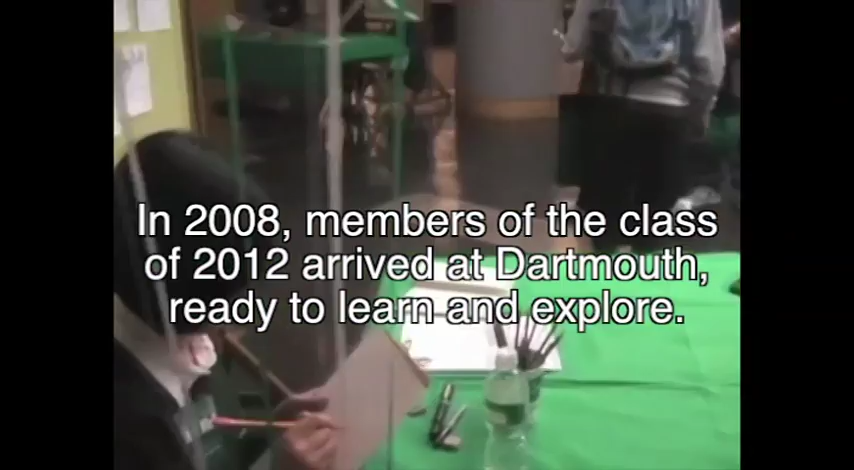 In 2008, members of the class
of 2012 arrived at Dartmouth,
ready to learn and explore.